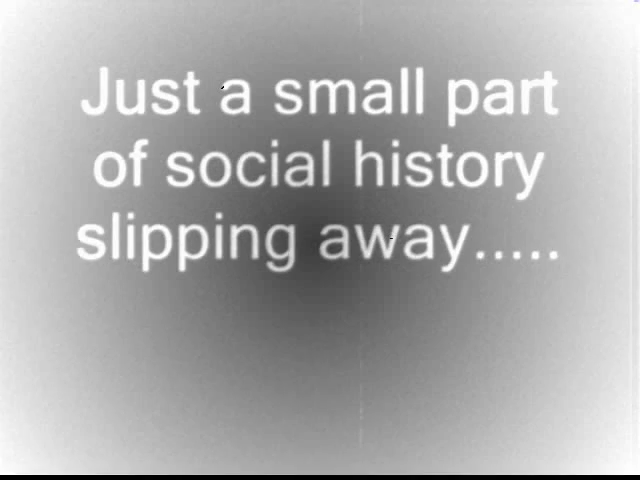 Just a small part
of social history
slipping away.....